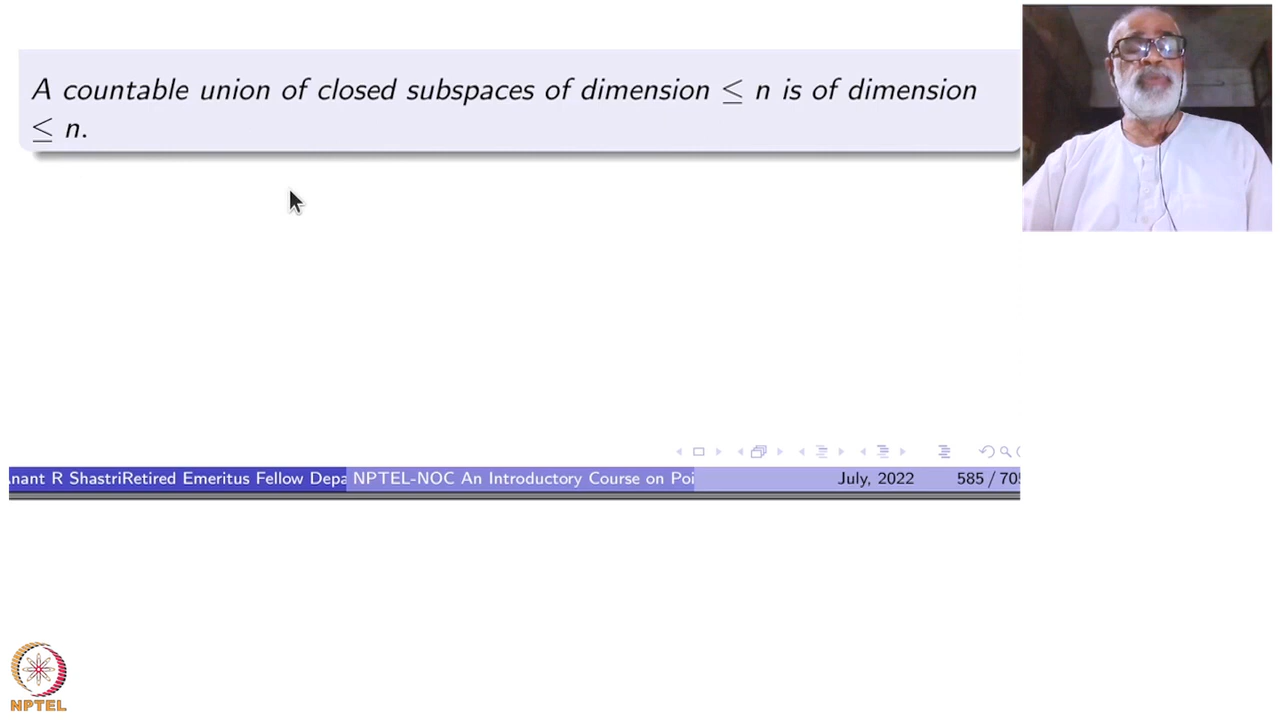 A countable union of closed subspaces of dimension ≤ n is of dimension
≤ n.
nant R ShastriRetired Emeritus Fellow Depa NPTEL-NOC An Introductory Course on Poi July, 2022 585 / 705
NPTEL